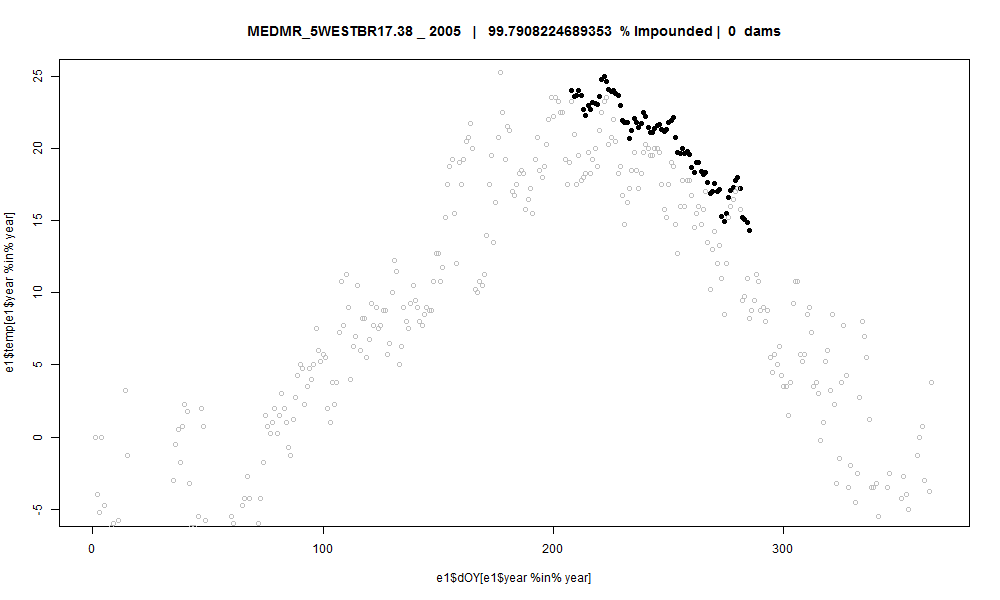 MEDMR_5WESTBR17.38 _ 2005 | 99.7908224689353 % Impounded | 0 dams
e1$temp[e1$year %in% year]
25
20
15
10
5
0
-5
0 100 200 300
e1$dOY[e1$year %in% year]